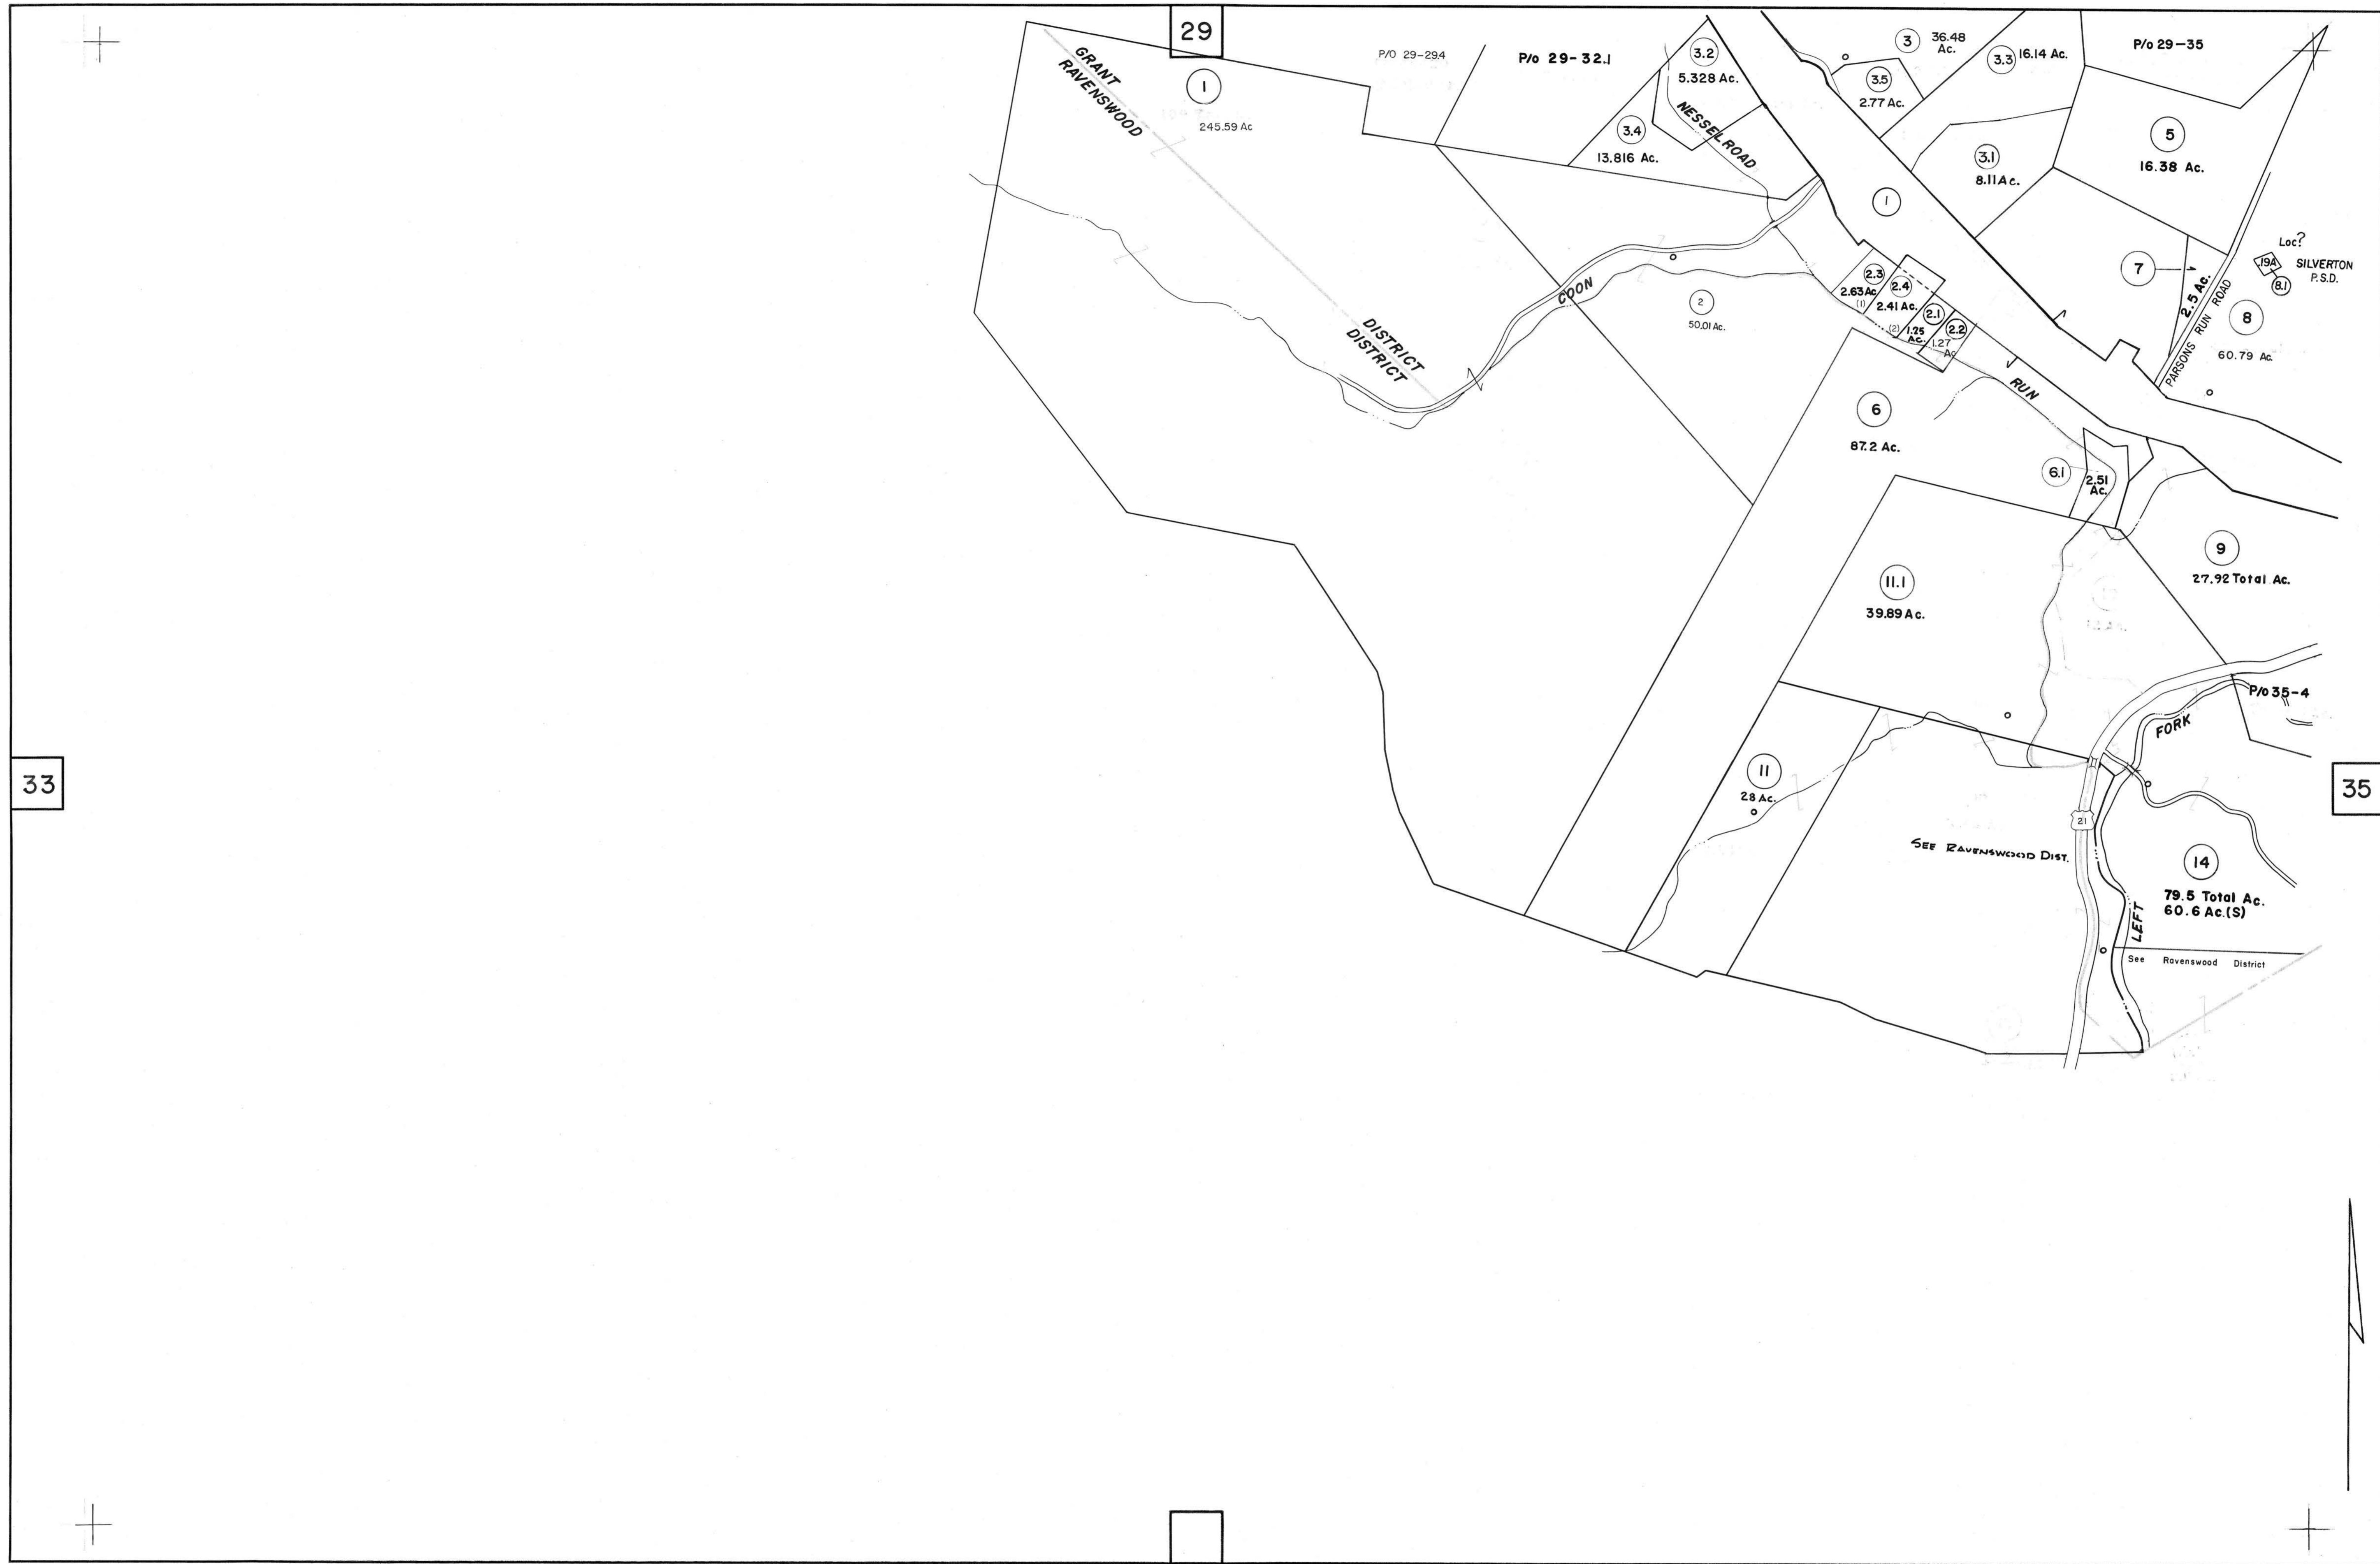 29
GRANT
RAVENSWOOD
1
245.59 Ac
P/O 29-29.4
P/o 29-32.1
3.2
5.328 Ac.
3.4
13.816 Ac.
NESSEL ROAD
3
36.48
Ac.
3.5
2.77 Ac.
3.3
16.14 Ac.
P/o 29-35
5
16.38 Ac.
3.1
8.11 Ac.
1
7
2.5 Ac.
PARSONS RUN ROAD
Loc?
19A
SILVERTON
P.S.D.
8.1
8
60.79 Ac.
DISTRICT
DISTRICT
COON
2
50.01 Ac.
2.3
2.63 Ac
(1)
2.4
2.41 Ac.
(2)
2.1
1.25
Ac.
2.2
1.27
Ac
RUN
6
87.2 Ac.
6.1
2.51
Ac.
9
27.92 Total Ac.
11.1
39.89 Ac.
P/o 35-4
FORK
33
11
28 Ac.
35
21
SEE RAVENSWOOD DIST.
14
79.5 Total Ac.
60.6 Ac.(S)
LEFT
See Ravenswood District